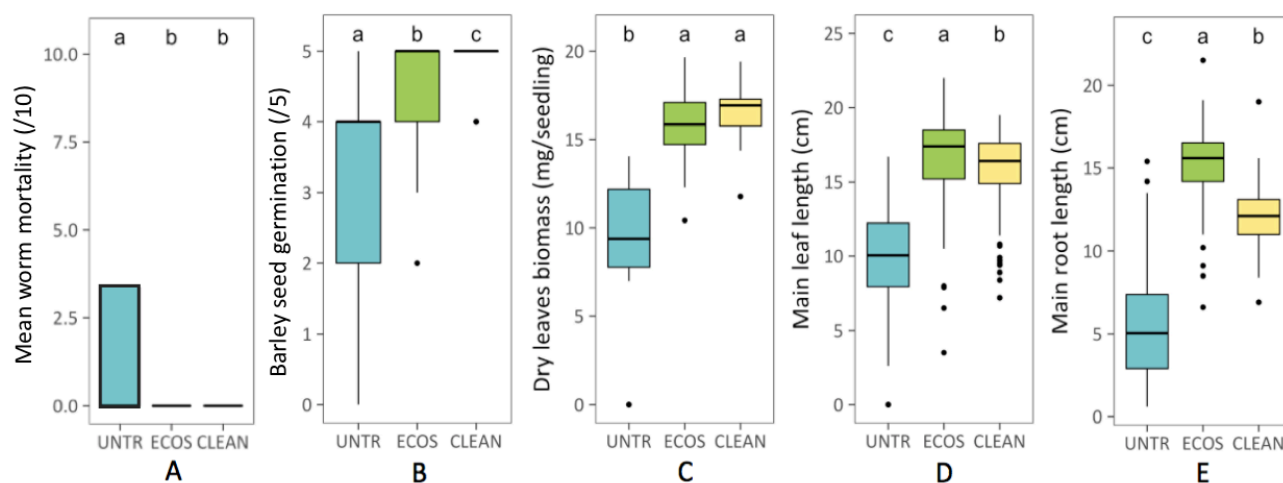 Mean worm mortality (/10)
10.0
7.5
5.0
2.5
0.0
a b b
UNTR ECOS CLEAN
A
Barley seed germination (/5)
5
4
3
2
1
0
a b c
UNTR ECOS CLEAN
B
Dry leaves biomass (mg/seedling)
20
15
10
5
0
b a a
UNTR ECOS CLEAN
C
Main leaf length (cm)
25
20
15
10
5
0
c a b
UNTR ECOS CLEAN
D
Main root length (cm)
20
15
10
5
0
c a b
UNTR ECOS CLEAN
E